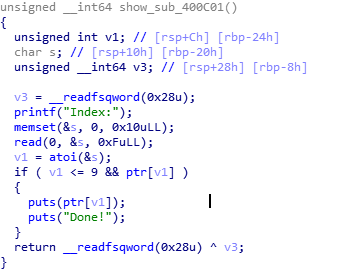 unsigned __int64 show_sub_400C01()
{
  unsigned int v1; // [rsp+Ch] [rbp-24h]
  char s; // [rsp+10h] [rbp-20h]
  unsigned __int64 v3; // [rsp+28h] [rbp-8h]

  v3 = __readfsqword(0x28u);
  printf("Index:");
  memset(&s, 0, 0x10uLL);
  read(0, &s, 0xFuLL);
  v1 = atoi(&s);
  if ( v1 <= 9 && ptr[v1] )
  {
    puts(ptr[v1]);
    puts("Done!");
  }
  return __readfsqword(0x28u) ^ v3;
}